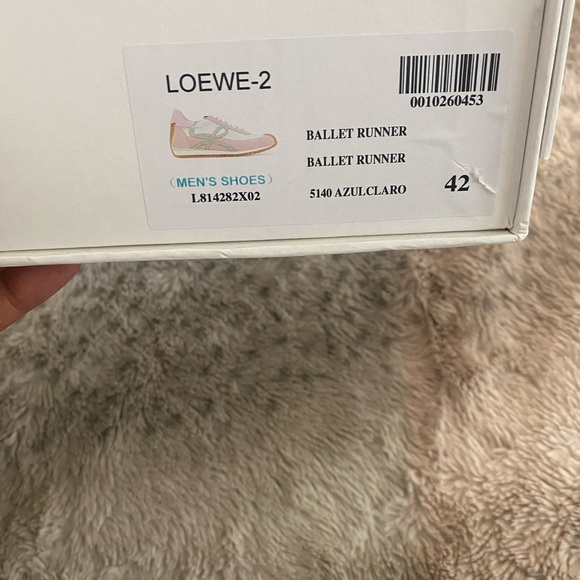 LOEWE-2
0010260453
BALLET RUNNER
BALLET RUNNER
(MEN'S SHOES)
L814282X02
5140 AZULCLARO
42